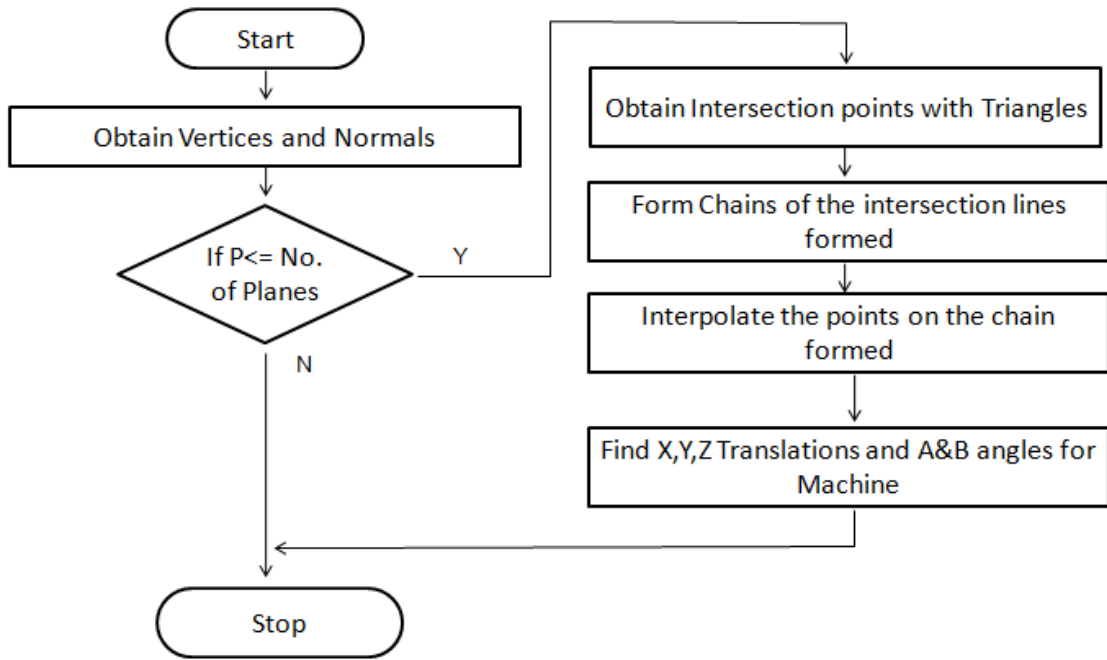 Start
Obtain Vertices and Normals
If P<= No.
of Planes
Y
N
Obtain Intersection points with Triangles
Form Chains of the intersection lines
formed
Interpolate the points on the chain
formed
Find X,Y,Z Translations and A&B angles for
Machine
Stop